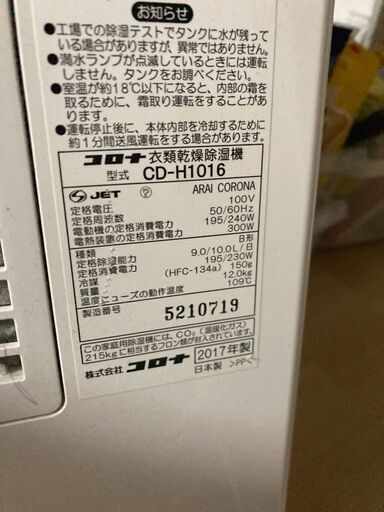 お知らせ
●工場での除湿テストでタンクに水が残って
いる場合がありますが、異常ではありません。
●満水ランプが点滅しているときには運転
しません。タンクをお調べください。
●室温が約18℃以下になると、内部の霜を
取るために、霜取り運転をすることがあります。
●運転停止後に、本体内部を冷却するために
約1分間送風運転をする場合があります。
コロナ衣類乾燥除湿機
型式 CD-H1016
JET ARAI CORONA
定格電圧 100V
定格周波数 50/60Hz
電動機の定格消費電力 195/240W
電熱装置の定格消費電力 300W
種類 B形
定格除湿能力 9.0/10.0L/日
定格消費電力 195/230W
冷媒 (HFC-134a) 150g
質量 12.0kg
温度ヒューズの動作温度 109℃
製造番号 5210719
この家庭用除湿機には、CO₂(温暖化ガス)
215kgに相当するフロン類が封入されています。
株式会社 コロナ 2017年製
日本製 >PP<